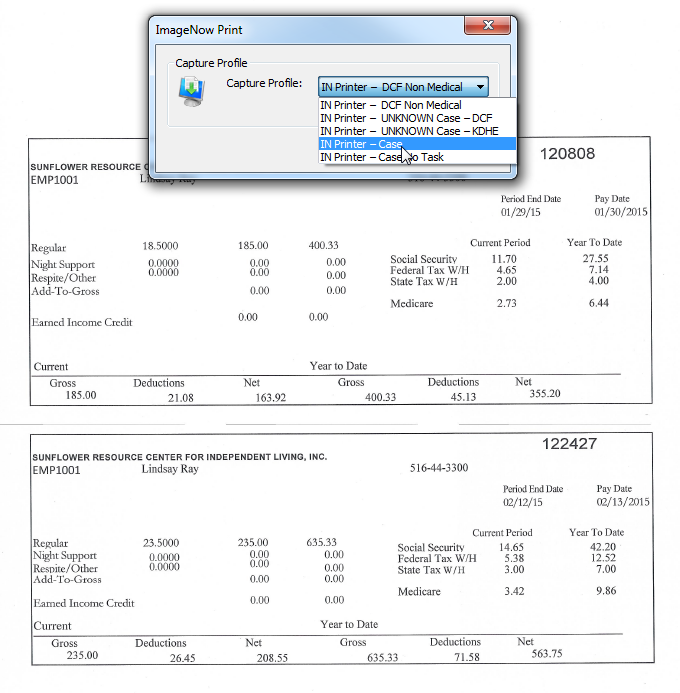 ImageNow Print
Capture Profile
Capture Profile: IN Printer – DCF Non Medical
IN Printer – DCF Non Medical
IN Printer – UNKNOWN Case – DCF
IN Printer – UNKNOWN Case – KDHE
IN Printer – Case
IN Printer – Case to Task
120808
SUNFLOWER RESOURCE
EMP1001 Lindsay Ray
Period End Date Pay Date
01/29/15 01/30/2015
Current Period Year To Date
Regular 18.5000 185.00 400.33
Social Security 11.70 27.55
Night Support 0.0000 0.00 0.00
Federal Tax W/H 4.65 7.14
Respite/Other 0.0000 0.00 0.00
State Tax W/H 2.00 4.00
Add-To-Gross 0.00 0.00
Medicare 2.73 6.44
Earned Income Credit 0.00 0.00
Current Year to Date
Gross Deductions Net Gross Deductions Net
185.00 21.08 163.92 400.33 45.13 355.20
122427
SUNFLOWER RESOURCE CENTER FOR INDEPENDENT LIVING, INC.
EMP1001 Lindsay Ray 516-44-3300
Period End Date Pay Date
02/12/15 02/13/2015
Current Period Year To Date
Regular 23.5000 235.00 635.33
Social Security 14.65 42.20
Night Support 0.0000 0.00 0.00
Federal Tax W/H 5.38 12.52
Respite/Other 0.0000 0.00 0.00
State Tax W/H 3.00 7.00
Add-To-Gross 0.00 0.00
Medicare 3.42 9.86
Earned Income Credit 0.00 0.00
Current Year to Date
Gross Deductions Net Gross Deductions Net
235.00 26.45 208.55 635.33 71.58 563.75